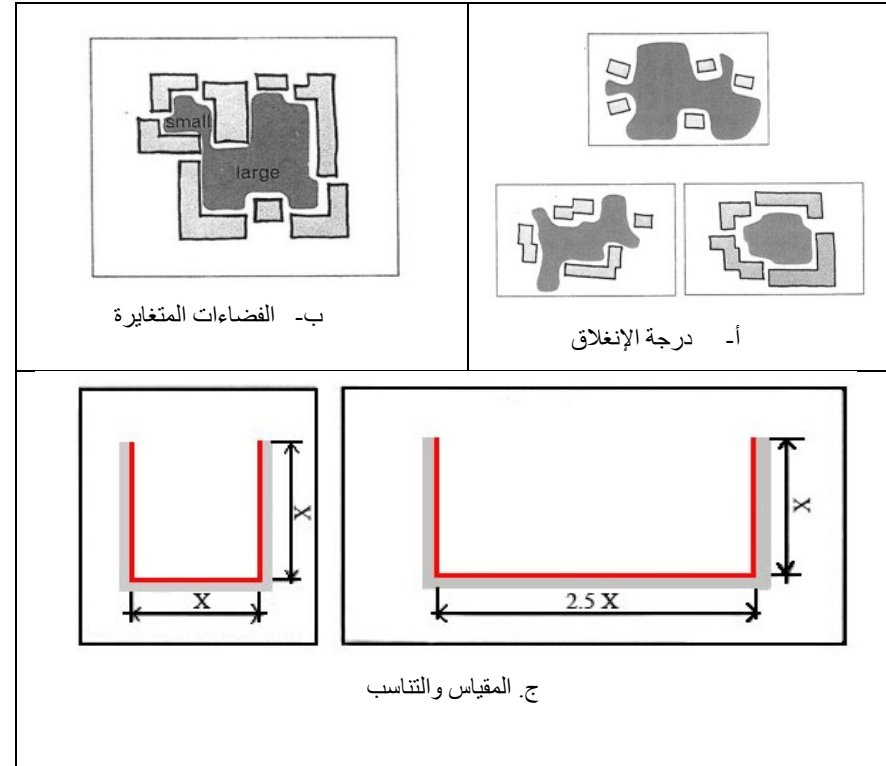 أ- درجة الإنغلاق
small
large
ب- الفضاءات المتغايرة
X
X
X
2.5 X
ج. المقياس والتناسب